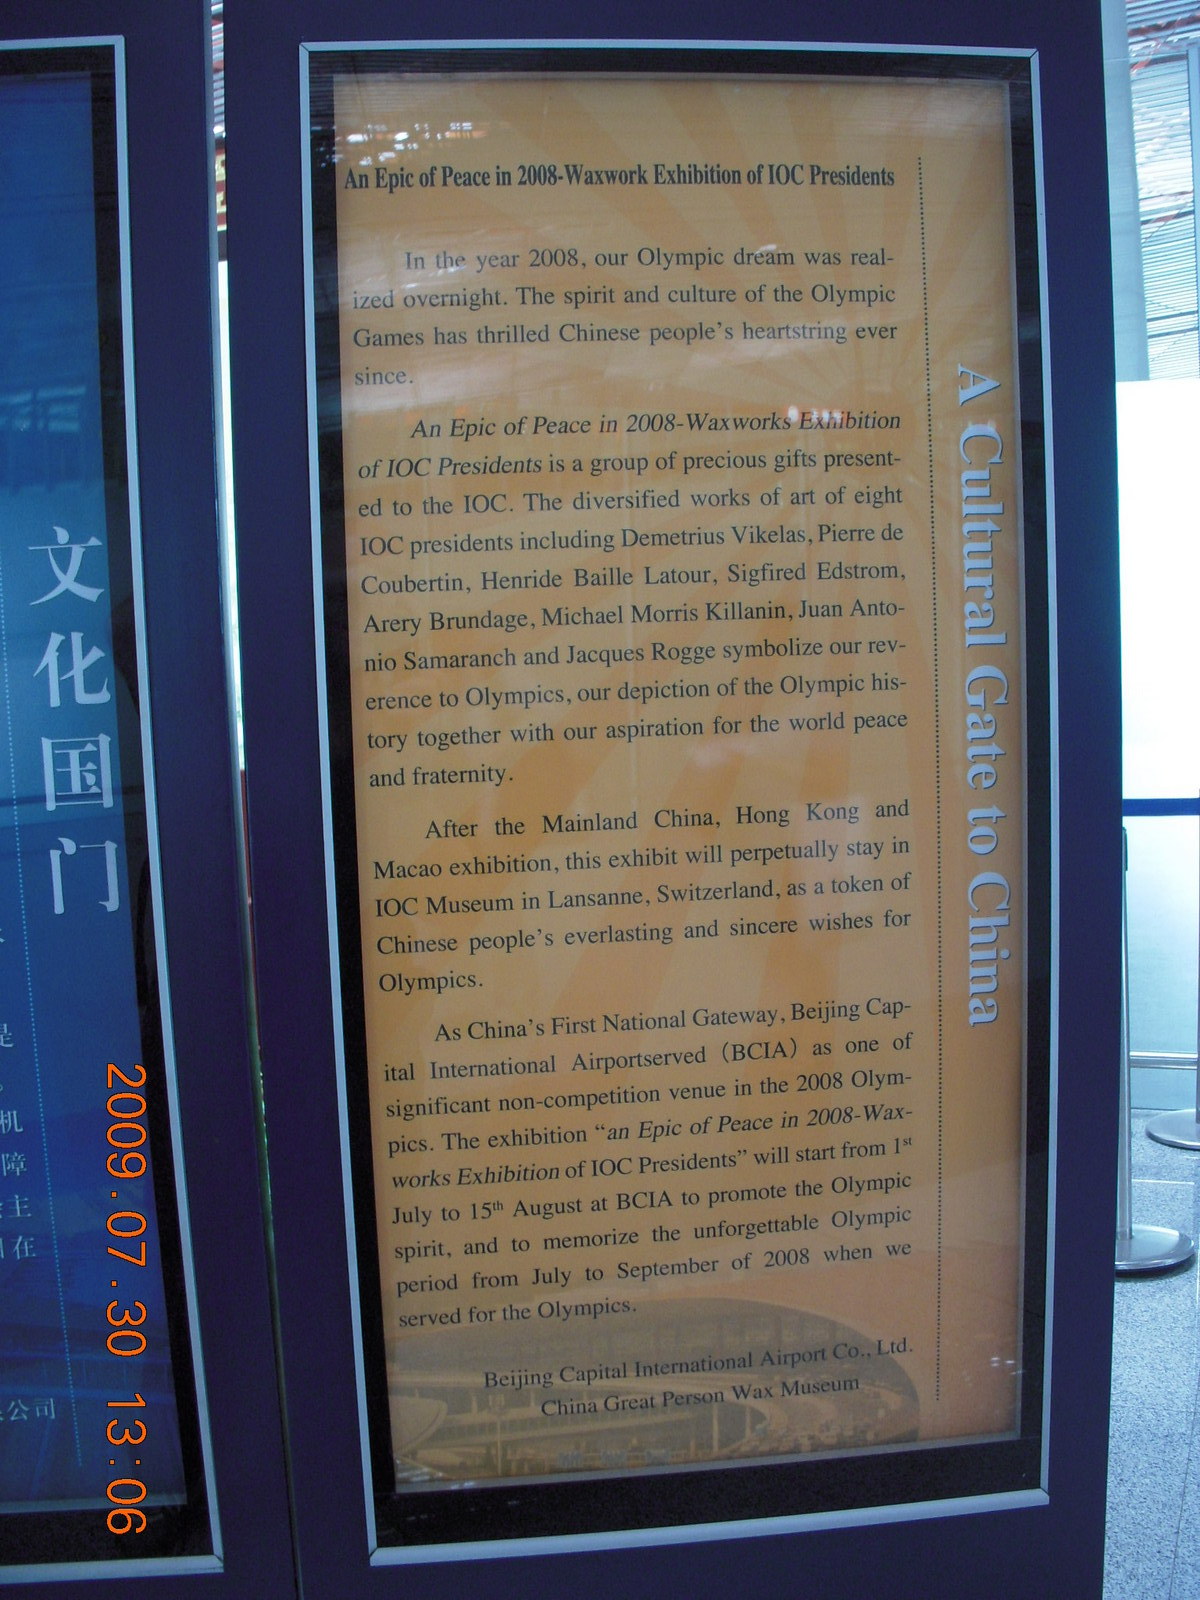 An Epic of Peace in 2008-Waxwork Exhibition of IOC Presidents
In the year 2008, our Olympic dream was real-
ized overnight. The spirit and culture of the Olympic
Games has thrilled Chinese people's heartstring ever
since.
An Epic of Peace in 2008-Waxworks Exhibition
of IOC Presidents is a group of precious gifts present-
ed to the IOC. The diversified works of art of eight
IOC presidents including Demetrius Vikelas, Pierre de
Coubertin, Henride Baille Latour, Sigfired Edstrom,
Arery Brundage, Michael Morris Killanin, Juan Anto-
nio Samaranch and Jacques Rogge symbolize our rev-
erence to Olympics, our depiction of the Olympic his-
tory together with our aspiration for the world peace
and fraternity.
After the Mainland China, Hong Kong and
Macao exhibition, this exhibit will perpetually stay in
IOC Museum in Lansanne, Switzerland, as a token of
Chinese people's everlasting and sincere wishes for
Olympics.
As China's First National Gateway, Beijing Cap-
ital International Airportserved (BCIA) as one of
significant non-competition venue in the 2008 Olym-
pics. The exhibition "an Epic of Peace in 2008-Wax-
works Exhibition of IOC Presidents" will start from 1st
July to 15th August at BCIA to promote the Olympic
spirit, and to memorize the unforgettable Olympic
period from July to September of 2008 when we
served for the Olympics.
Beijing Capital International Airport Co., Ltd.
China Great Person Wax Museum
A Cultural Gate to China
文化国门
是
机
障
主
在
公司
2009.07.30 13:06